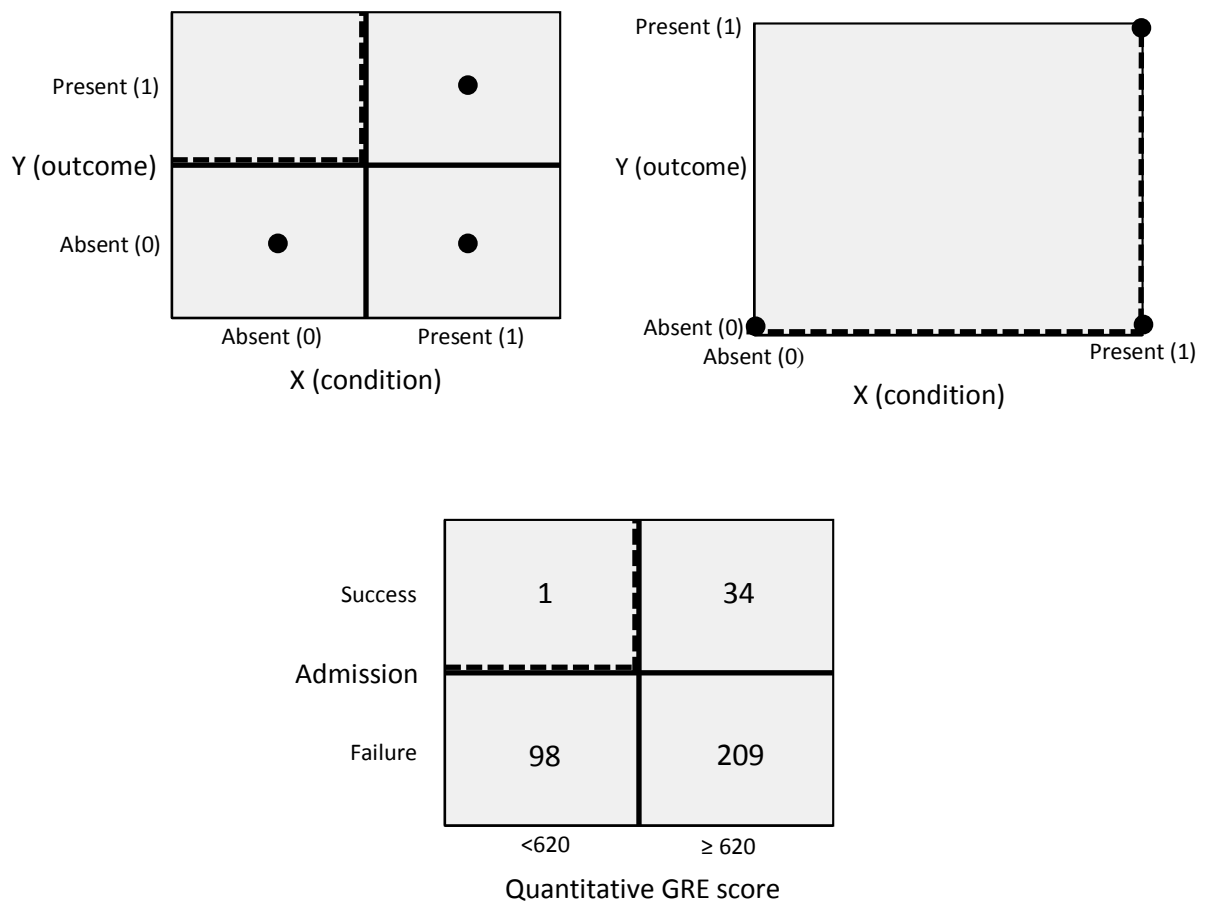 Present (1)
Y (outcome)
Absent (0)
Absent (0)
Present (1)
X (condition)
Present (1)
Y (outcome)
Absent (0)
Absent (0)
Present (1)
X (condition)
Success
1
34
Admission
Failure
98
209
<620
≥ 620
Quantitative GRE score